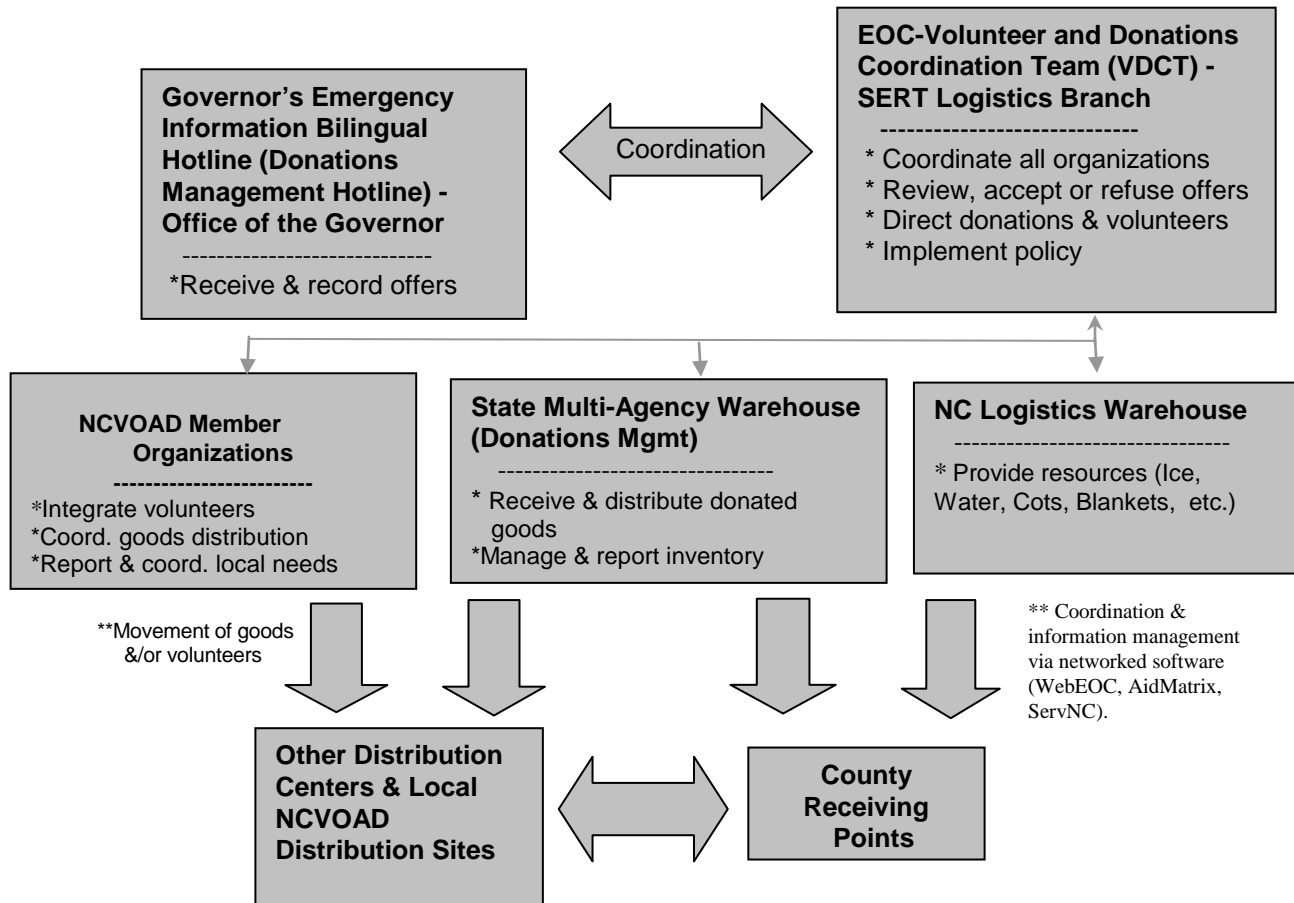 Governor's Emergency
Information Bilingual
Hotline (Donations
Management Hotline) -
Office of the Governor
-----------------------------
*Receive & record offers
Coordination
EOC-Volunteer and Donations
Coordination Team (VDCT) -
SERT Logistics Branch
-----------------------------
* Coordinate all organizations
* Review, accept or refuse offers
* Direct donations & volunteers
* Implement policy
NCVOAD Member
Organizations
-------------------------
*Integrate volunteers
*Coord. goods distribution
*Report & coord. local needs
State Multi-Agency Warehouse
(Donations Mgmt)
--------------------------------
* Receive & distribute donated
goods
*Manage & report inventory
NC Logistics Warehouse
--------------------------------
* Provide resources (Ice,
Water, Cots, Blankets, etc.)
**Movement of goods
&/or volunteers
** Coordination &
information management
via networked software
(WebEOC, AidMatrix,
ServNC).
Other Distribution
Centers & Local
NCVOAD
Distribution Sites
County
Receiving
Points